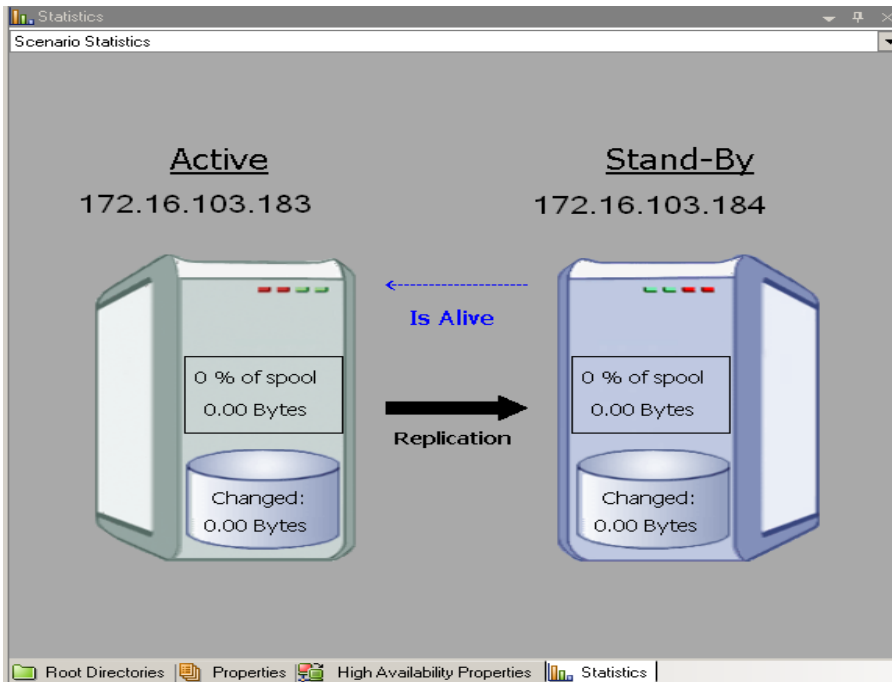 Statistics
Scenario Statistics
Active
Stand-By
172.16.103.183
172.16.103.184
Is Alive
0 % of spool
0.00 Bytes
0 % of spool
0.00 Bytes
Replication
Changed:
0.00 Bytes
Changed:
0.00 Bytes
Root Directories
Properties
High Availability Properties
Statistics